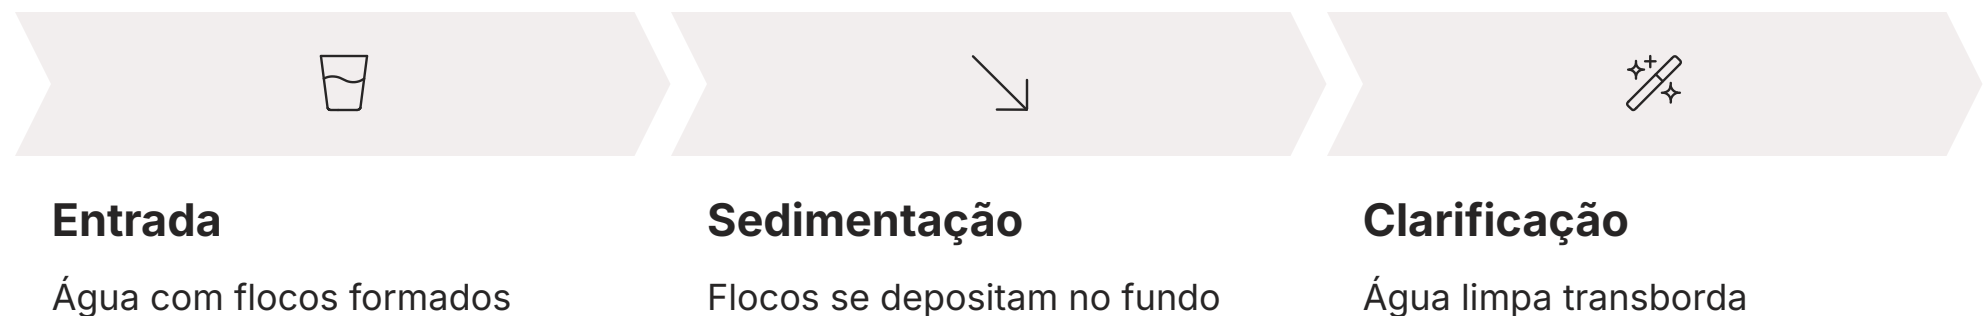 Entrada
Água com flocos formados
Sedimentação
Flocos se depositam no fundo
Clarificação
Água limpa transborda